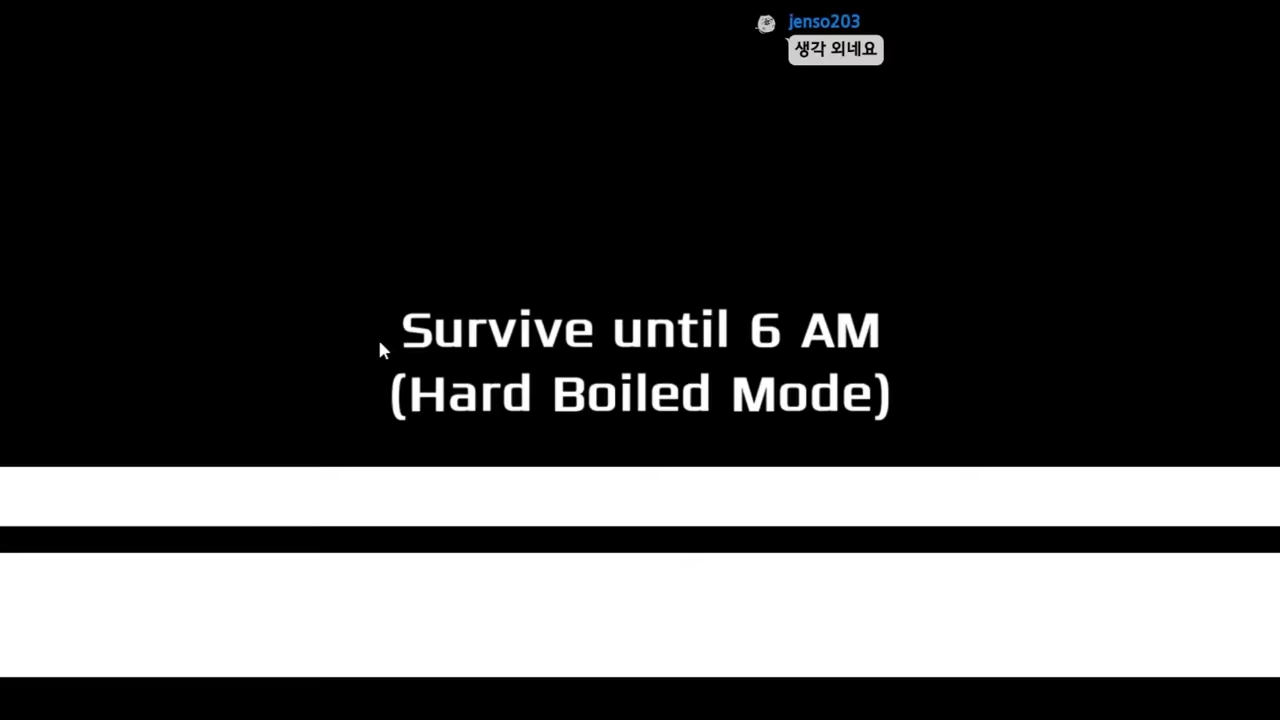 jenso203
생각 외네요
Survive until 6 AM
(Hard Boiled Mode)